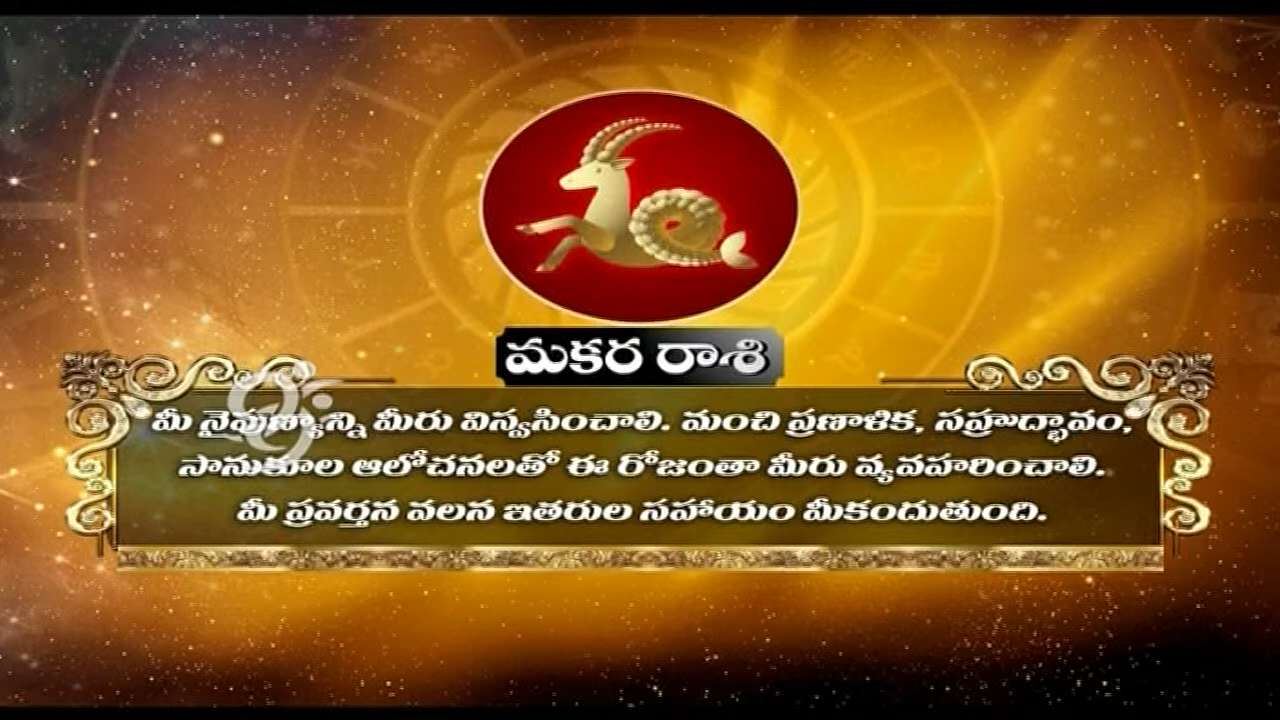 మకర రాశి
మీ నైపుణ్యాన్ని మీరు విస్వసించాలి. మంచి ప్రణాళిక, సహ్రుద్భావం,
సానుకూల ఆలోచనలతో ఈ రోజంతా మీరు వ్యవహరించాలి.
మీ ప్రవర్తన వలన ఇతరుల సహాయం మీకందుతుంది.